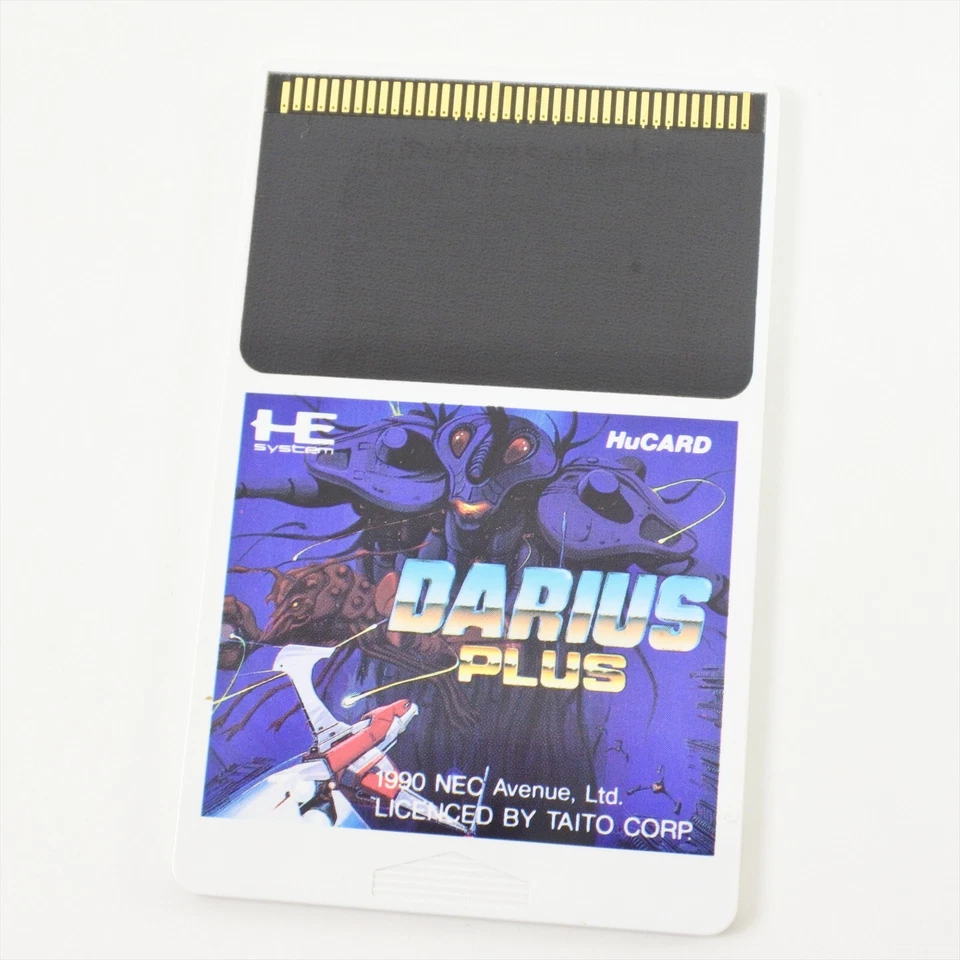 HE
System
HuCARD
DARIUS
PLUS
1990 NEC Avenue, Ltd.
LICENCED BY TAITO CORP.